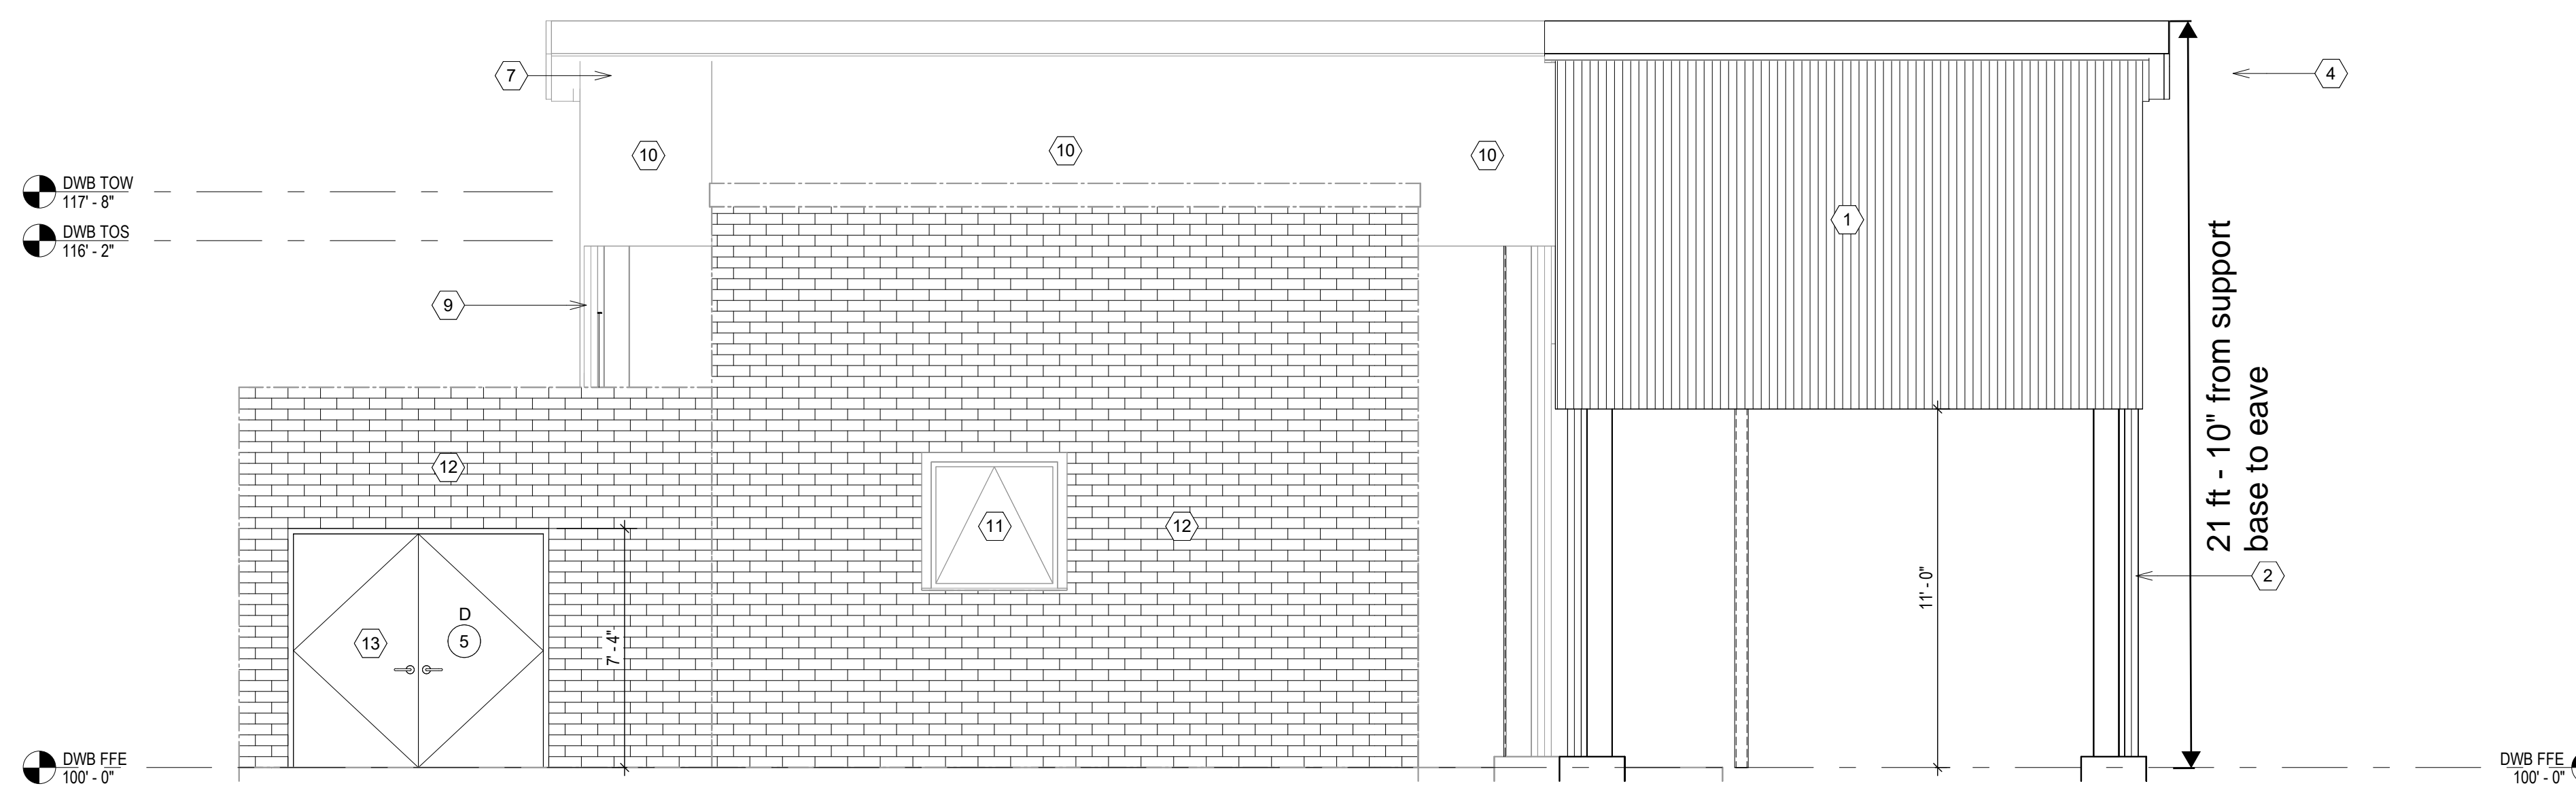 7
4
10
10
10
DWB TOW
117' - 8"
DWB TOS
116' - 2"
1
9
21 ft - 10" from support
base to eave
12
11
12
11' - 0"
2
7' - 4"
D
5
13
DWB FFE
100' - 0"
DWB FFE
100' - 0"